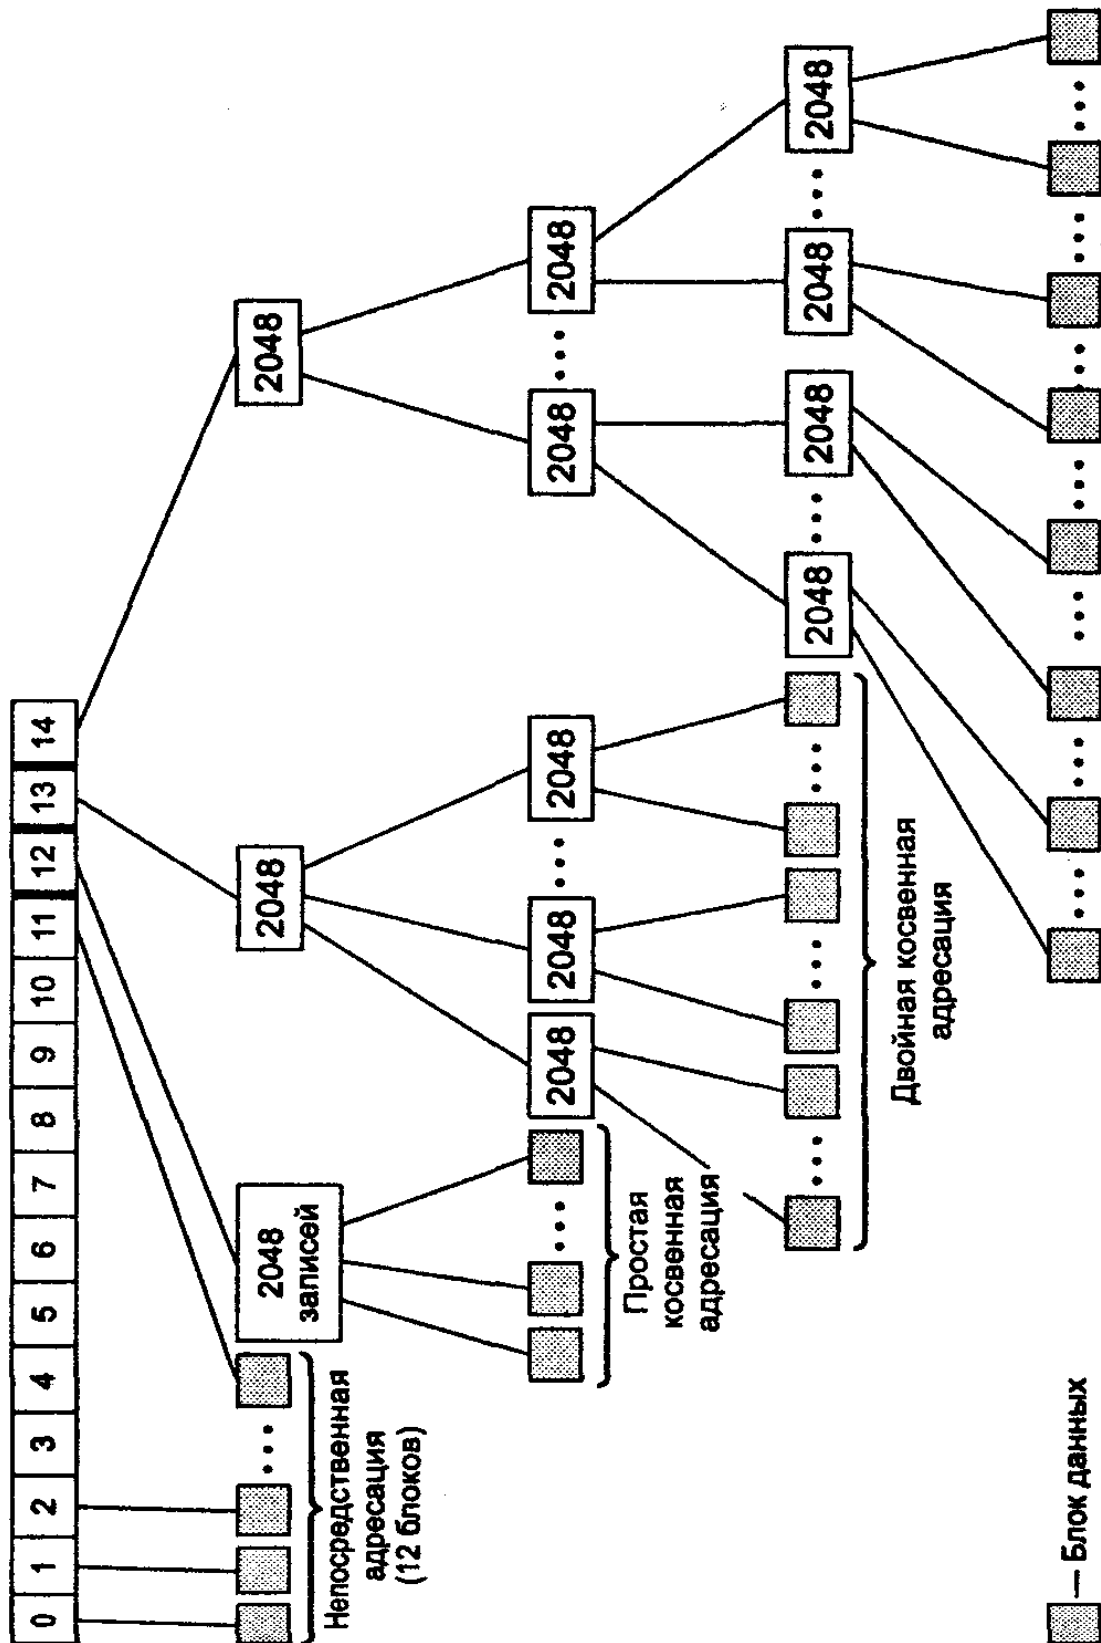 0 1 2 3 4 5 6 7 8 9 10 11 12 13 14
2048
записей
2048
2048
Непосредственная
адресация
(12 блоков)
2048
2048
2048
2048
2048
Простая
косвенная
адресация
2048
2048
2048
2048
Двойная косвенная
адресация
— Блок данных